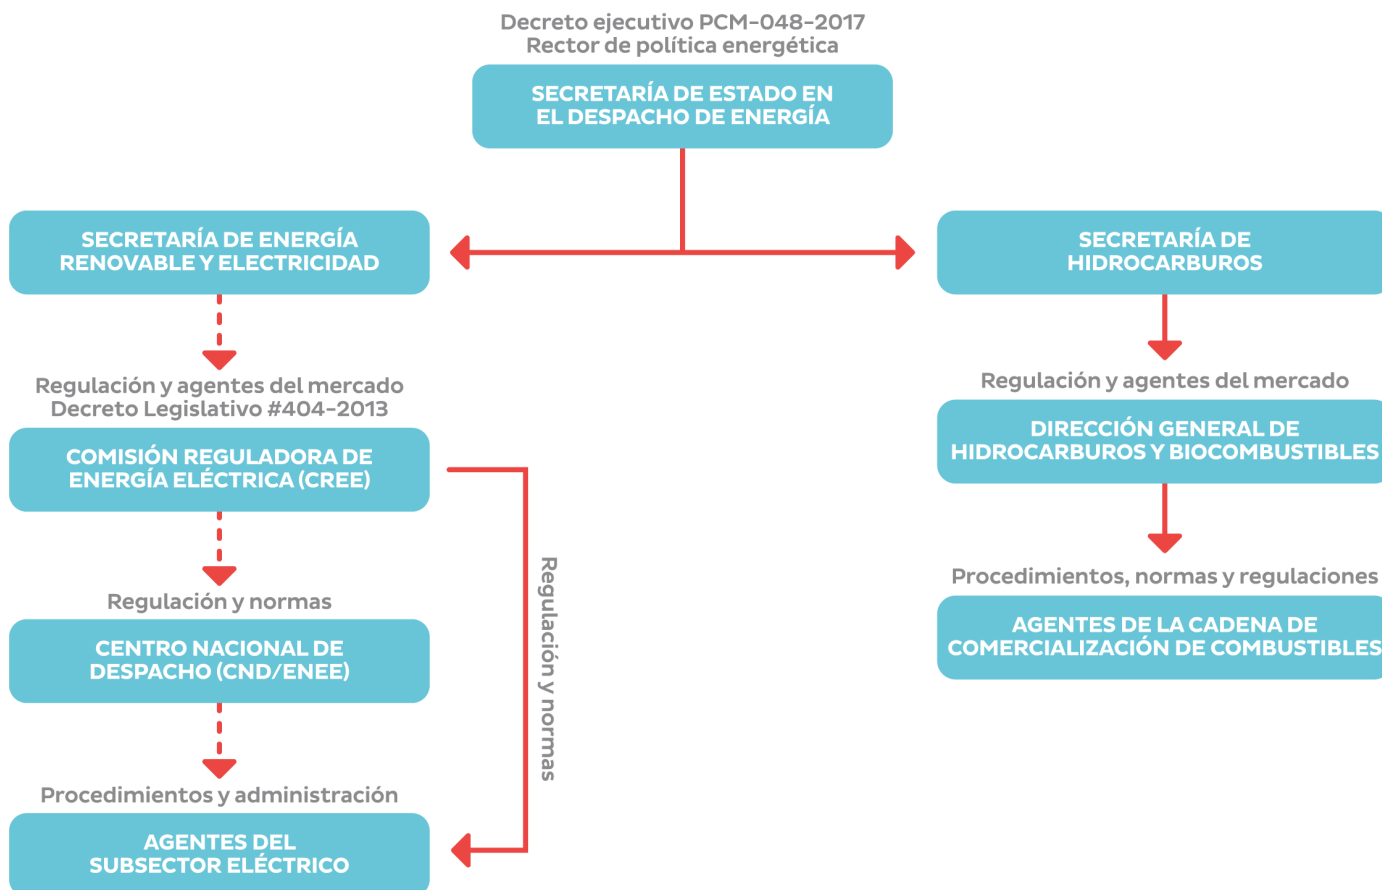 Decreto ejecutivo PCM-048-2017
Rector de política energética
SECRETARÍA DE ESTADO EN
EL DESPACHO DE ENERGÍA
SECRETARÍA DE ENERGÍA
RENOVABLE Y ELECTRICIDAD
Regulación y agentes del mercado
Decreto Legislativo #404-2013
COMISIÓN REGULADORA DE
ENERGÍA ELÉCTRICA (CREE)
Regulación y normas
CENTRO NACIONAL DE
DESPACHO (CND/ENEE)
Procedimientos y administración
AGENTES DEL
SUBSECTOR ELÉCTRICO
Regulación y normas
SECRETARÍA DE
HIDROCARBUROS
Regulación y agentes del mercado
DIRECCIÓN GENERAL DE
HIDROCARBUROS Y BIOCOMBUSTIBLES
Procedimientos, normas y regulaciones
AGENTES DE LA CADENA DE
COMERCIALIZACIÓN DE COMBUSTIBLES